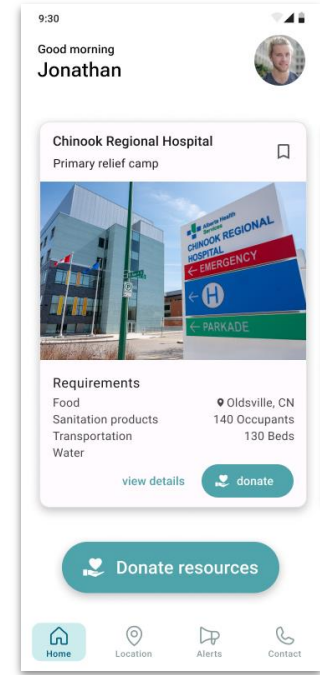 9:30
Good morning
Jonathan
Chinook Regional Hospital
Primary relief camp
Alberta Health
Services
CHINOOK REGIONAL
HOSPITAL
← EMERGENCY
← H
← PARKADE
Requirements
Food
Oldsville, CN
Sanitation products
140 Occupants
Transportation
130 Beds
Water
view details
donate
Donate resources
Home
Location
Alerts
Contact